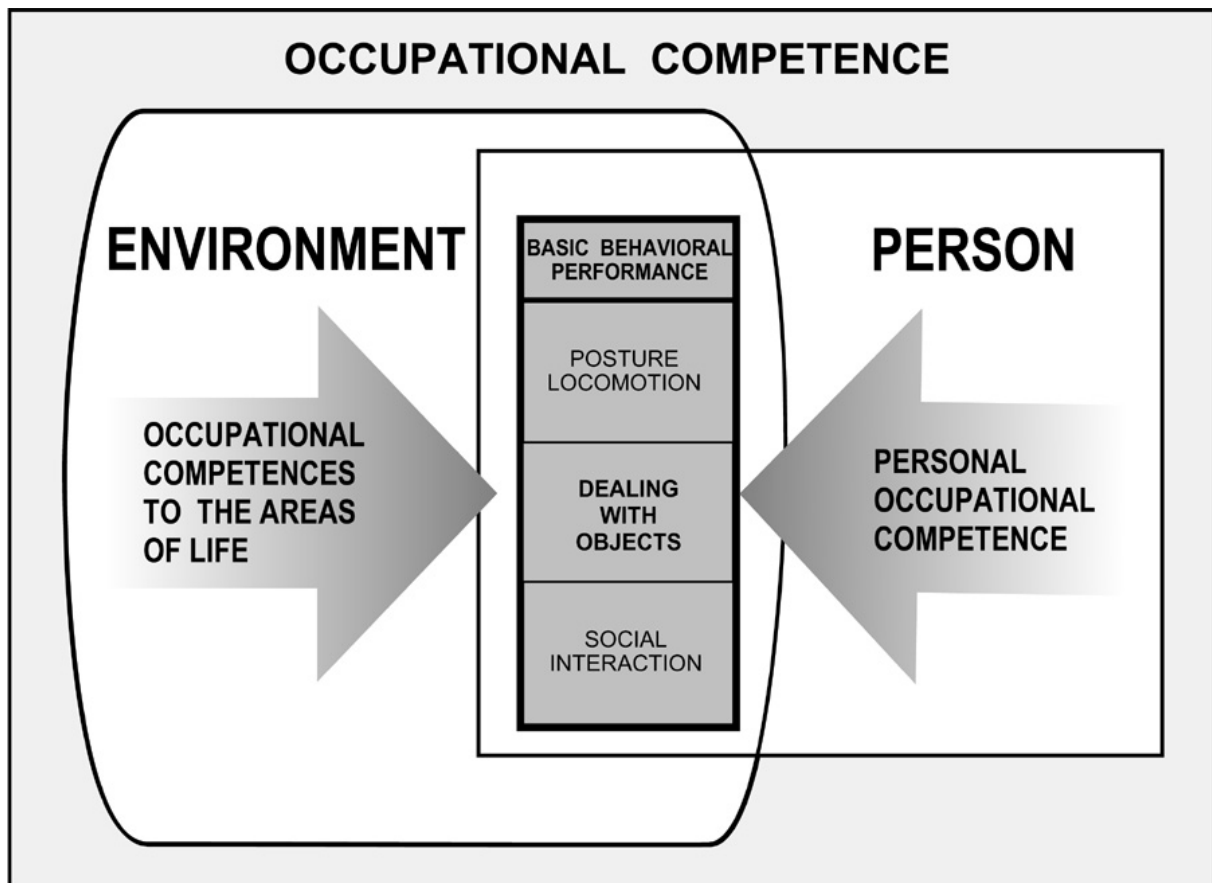 OCCUPATIONAL COMPETENCE
ENVIRONMENT
OCCUPATIONAL
COMPETENCES
TO THE AREAS
OF LIFE
BASIC BEHAVIORAL
PERFORMANCE
POSTURE
LOCOMOTION
DEALING
WITH
OBJECTS
SOCIAL
INTERACTION
PERSON
PERSONAL
OCCUPATIONAL
COMPETENCE